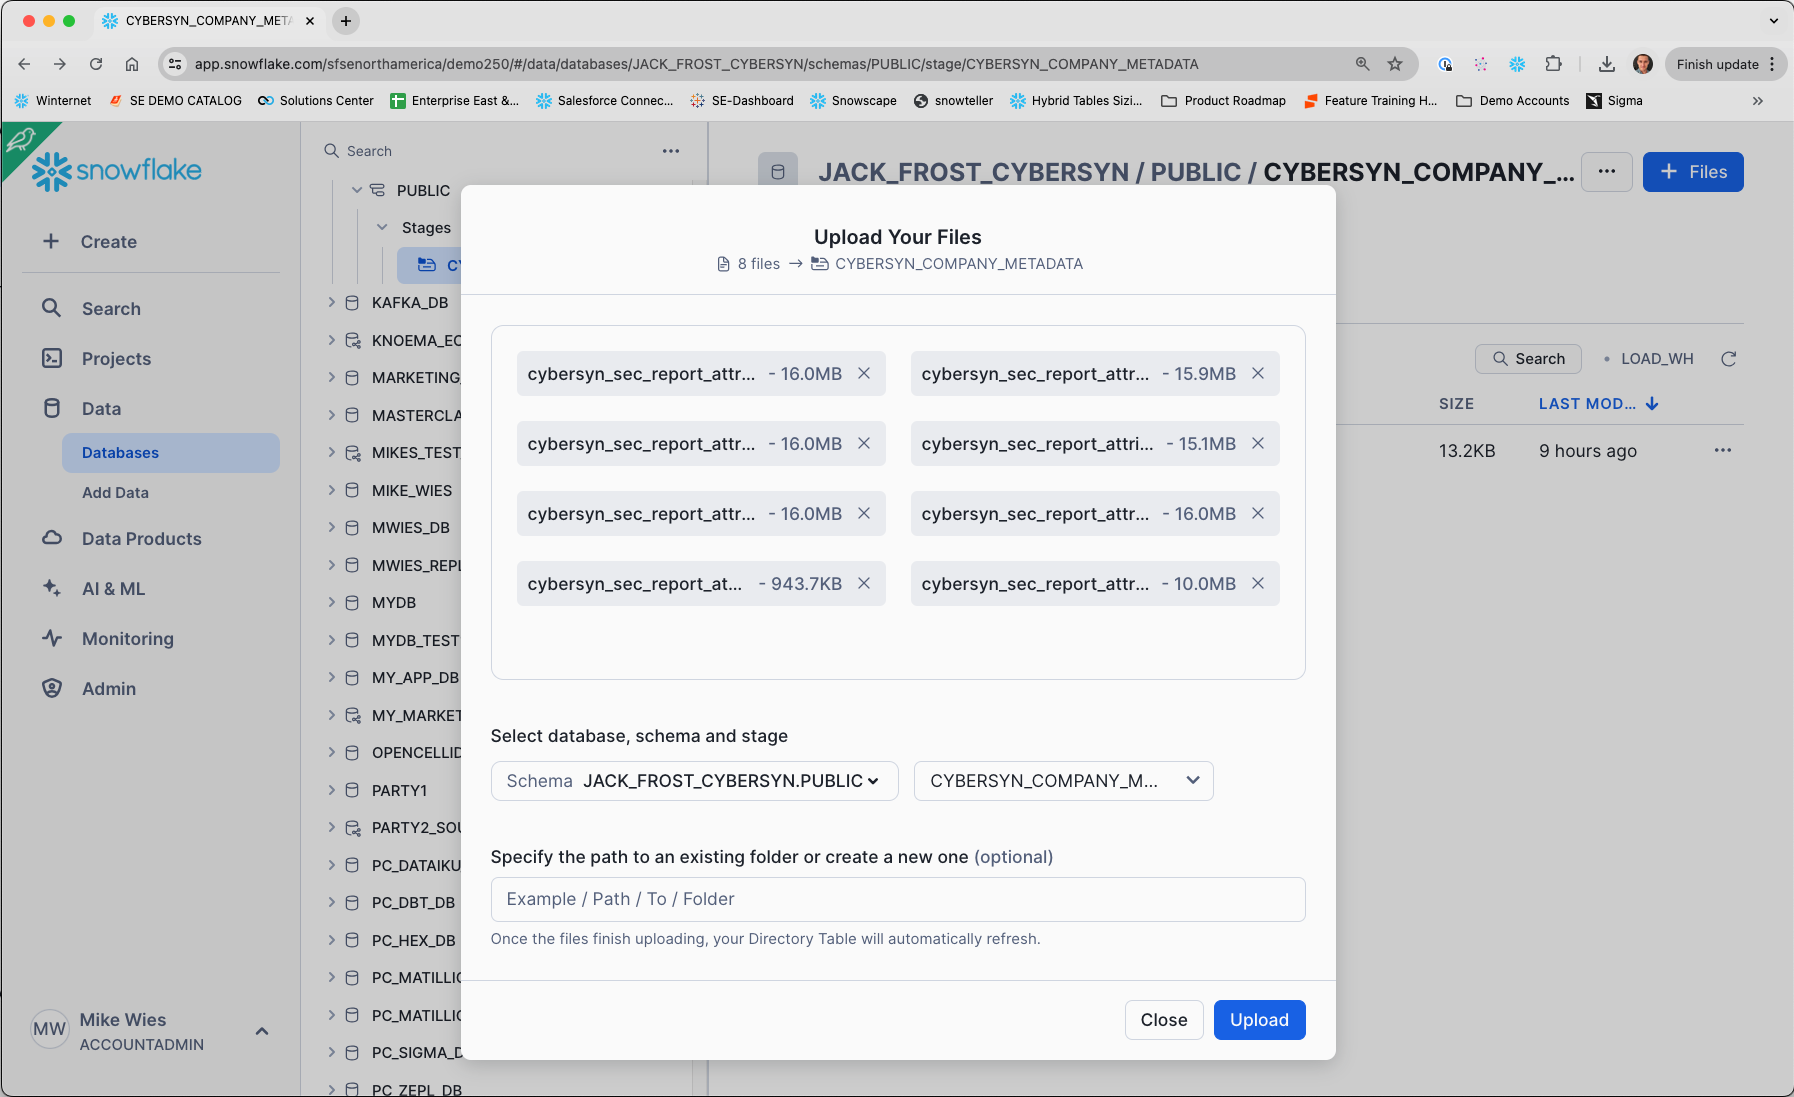 CYBERSYN_COMPANY_META
app.snowflake.com/sfsenorthamerica/demo250/#/data/databases/JACK_FROST_CYBERSYN/schemas/PUBLIC/stage/CYBERSYN_COMPANY_METADATA
Finish update
Winternet
SE DEMO CATALOG
Solutions Center
Enterprise East &...
Salesforce Connec...
SE-Dashboard
Snowscape
snowteller
Hybrid Tables Sizi...
Product Roadmap
Feature Training H...
Demo Accounts
Sigma
snowflake
Create
Search
Projects
Data
Databases
Add Data
Data Products
AI & ML
Monitoring
Admin
MW
Mike Wies
ACCOUNTADMIN
Search
PUBLIC
Stages
CY
KAFKA_DB
KNOEMA_EC
MARKETING_
MASTERCLA
MIKES_TEST
MIKE_WIES
MWIES_DB
MWIES_REPL
MYDB
MYDB_TEST
MY_APP_DB
MY_MARKET
OPENCELLID
PARTY1
PARTY2_SOU
PC_DATAIKU
PC_DBT_DB
PC_HEX_DB
PC_MATILLIO
PC_MATILLIO
PC_SIGMA_D
PC_ZEPL_DB
JACK_FROST_CYBERSYN / PUBLIC / CYBERSYN_COMPANY_...
Files
Search
LOAD_WH
SIZE
LAST MOD...
13.2KB
9 hours ago
Upload Your Files
8 files → CYBERSYN_COMPANY_METADATA
cybersyn_sec_report_attr... - 16.0MB
cybersyn_sec_report_attr... - 15.9MB
cybersyn_sec_report_attr... - 16.0MB
cybersyn_sec_report_attri... - 15.1MB
cybersyn_sec_report_attr... - 16.0MB
cybersyn_sec_report_attr... - 16.0MB
cybersyn_sec_report_at... - 943.7KB
cybersyn_sec_report_attr... - 10.0MB
Select database, schema and stage
Schema JACK_FROST_CYBERSYN.PUBLIC
CYBERSYN_COMPANY_M...
Specify the path to an existing folder or create a new one (optional)
Example / Path / To / Folder
Once the files finish uploading, your Directory Table will automatically refresh.
Close
Upload